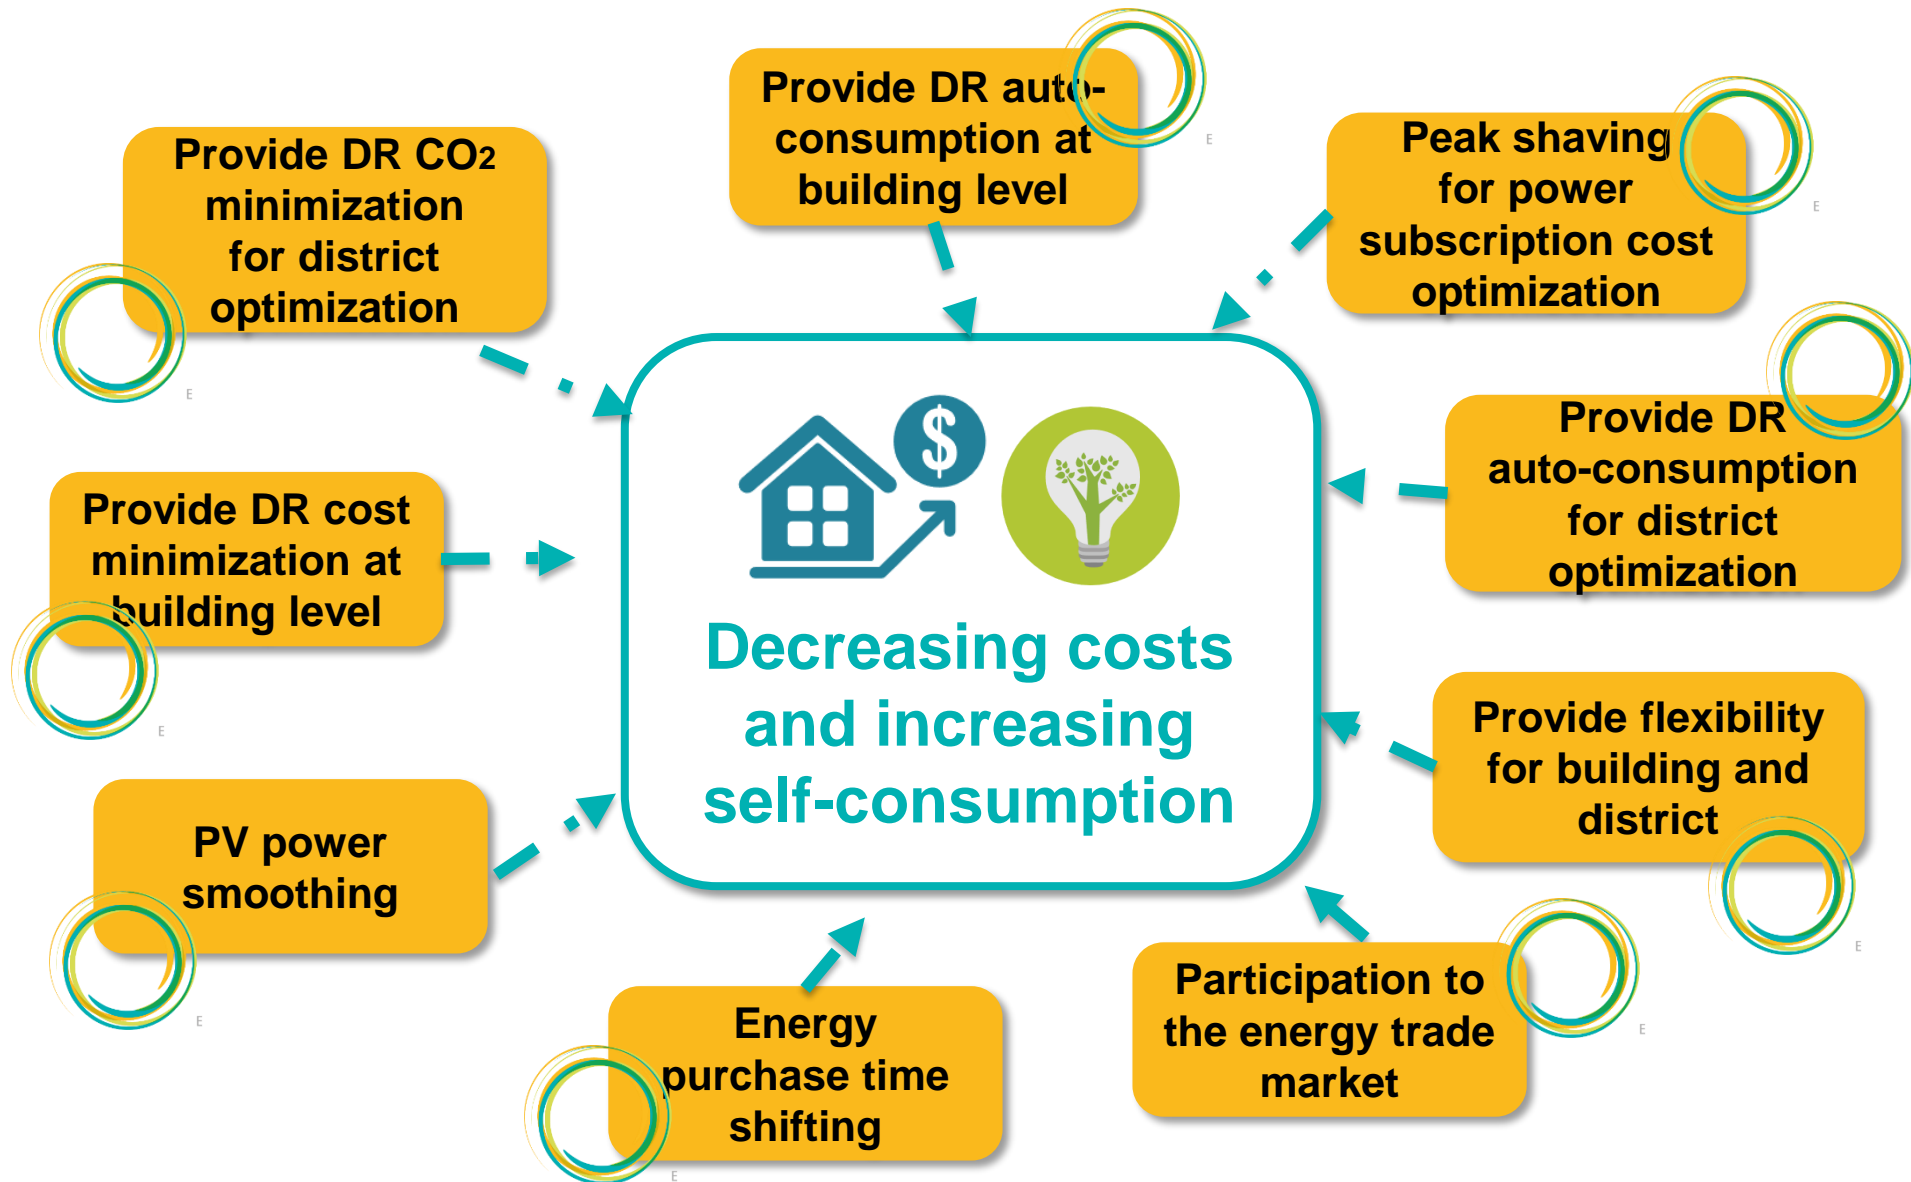 Provide DR auto-
consumption at
building level
Provide DR CO2
minimization
for district
optimization
Peak shaving
for power
subscription cost
optimization
Provide DR
auto-consumption
for district
optimization
Provide DR cost
minimization at
building level
$
Decreasing costs
and increasing
self-consumption
Provide flexibility
for building and
district
PV power
smoothing
Energy
purchase time
shifting
Participation to
the energy trade
market
E
E
E
E
E
E
E
E
E